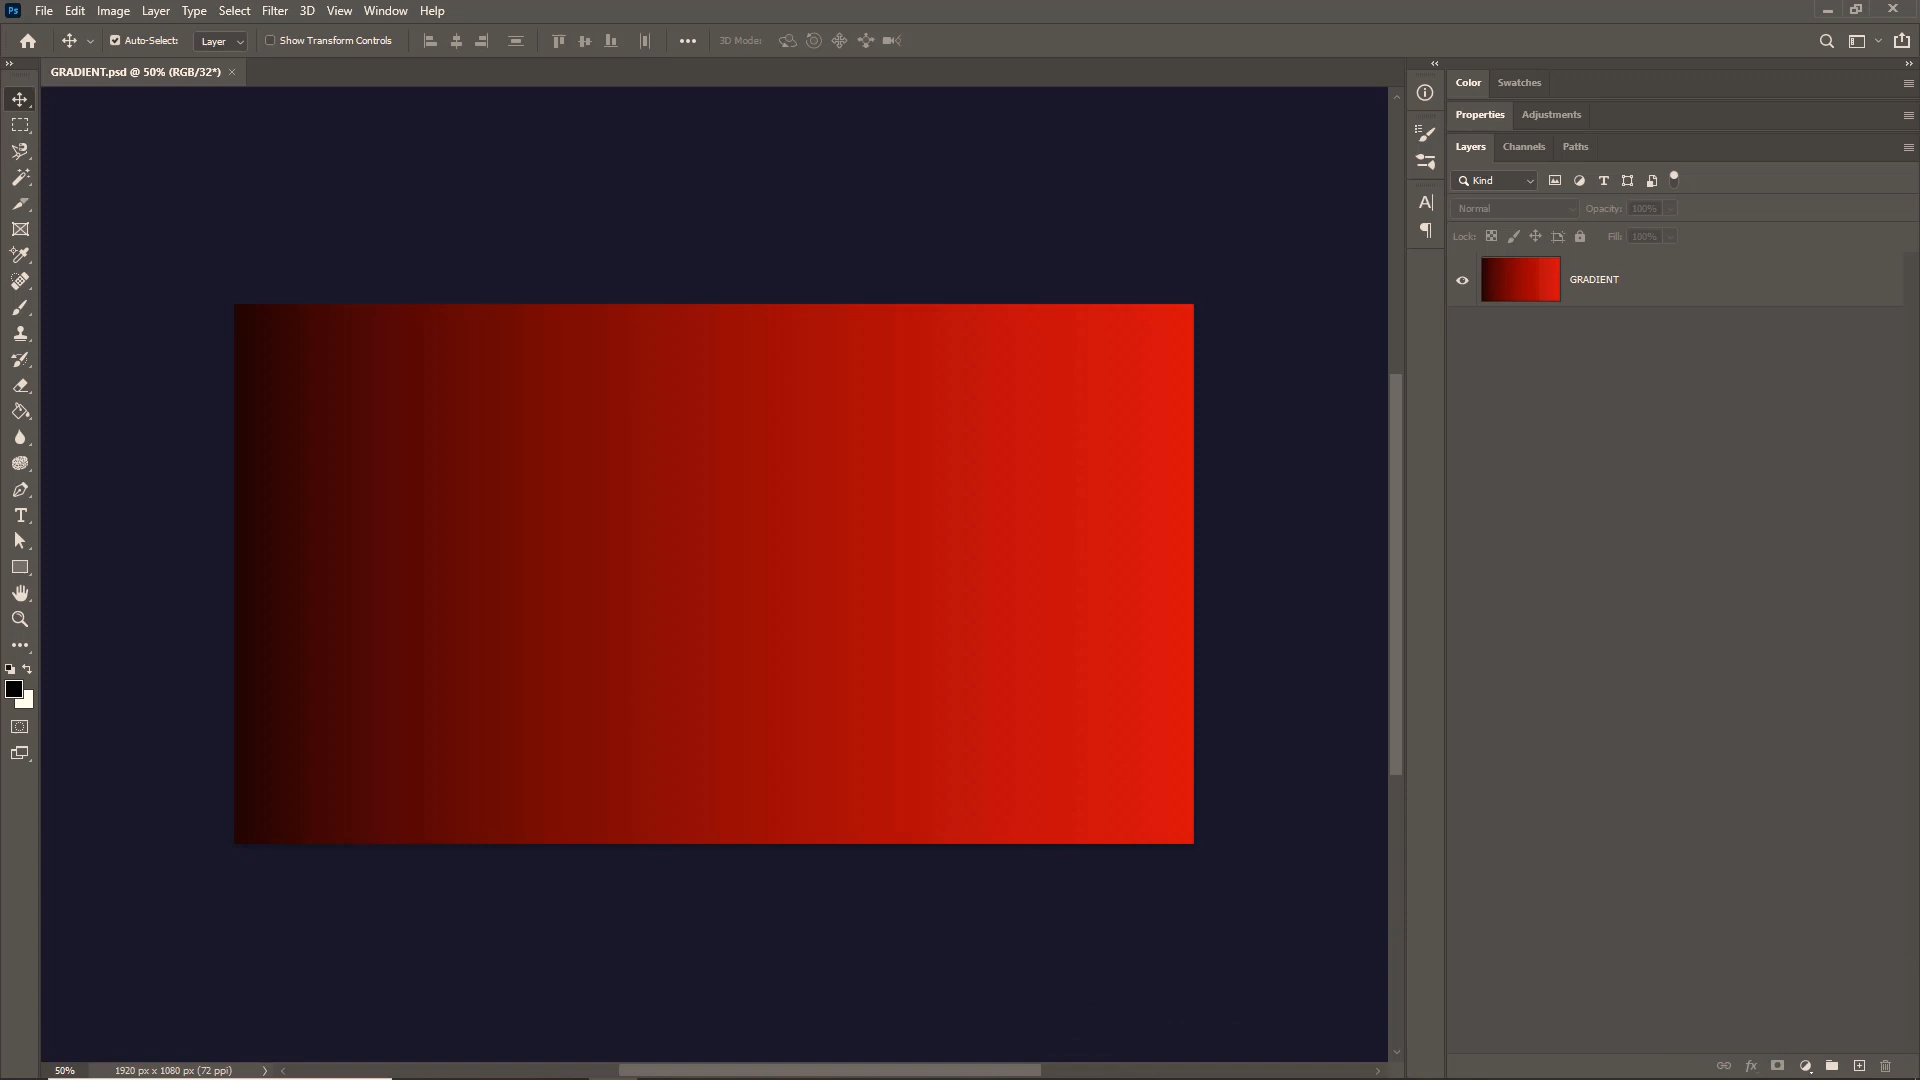 Ps File Edit Image Layer Type Select Filter 3D View Window Help
Auto-Select: Layer Show Transform Controls 3D Mode:
GRADIENT.psd @ 50% (RGB/32*)
Color Swatches
Properties Adjustments
Layers Channels Paths
Kind
Normal Opacity: 100%
Lock: Fill: 100%
GRADIENT
50% 1920 px x 1080 px (72 ppi)